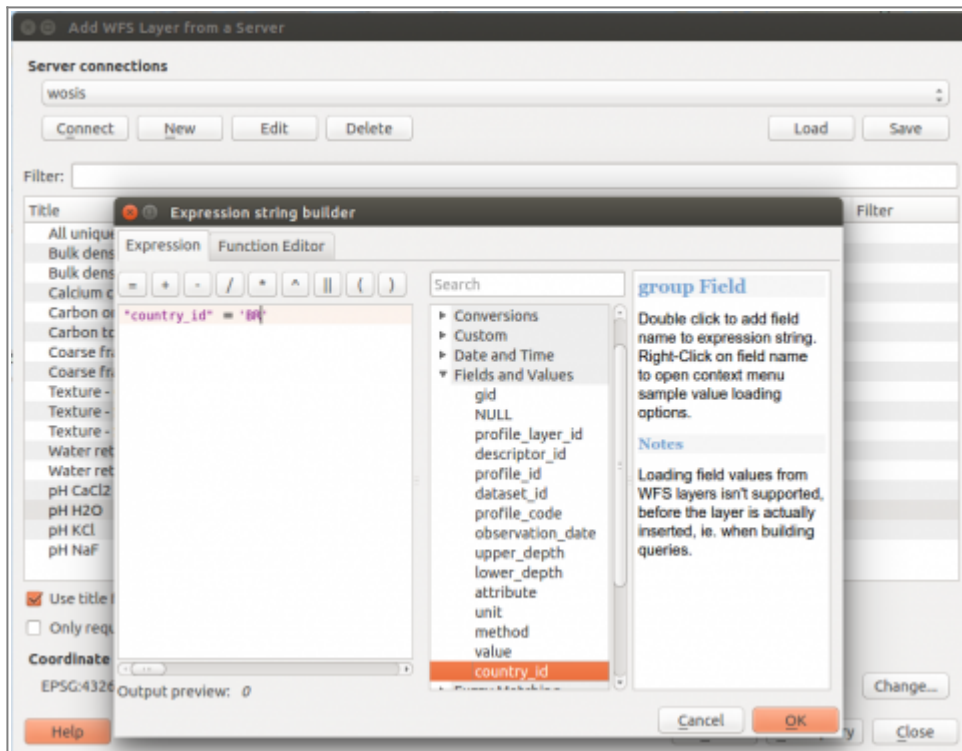 Add WFS Layer from a Server
Server connections
wosis
Connect New Edit Delete Load Save
Filter:
Title Filter
All unique
Bulk dens
Bulk dens
Calcium c
Carbon or
Carbon to
Coarse fra
Coarse fra
Texture -
Texture -
Texture -
Water ret
Water ret
pH CaCl2
pH H2O
pH KCl
pH NaF
Use title
Only requ
Coordinate
EPSG:4326
Change...
Help
Close
Expression string builder
Expression Function Editor
= + - / * ^ || ( )
"country_id" = 'BR'
Output preview: 0
Search
Conversions
Custom
Date and Time
Fields and Values
gid
NULL
profile_layer_id
descriptor_id
profile_id
dataset_id
profile_code
observation_date
upper_depth
lower_depth
attribute
unit
method
value
country_id
Fuzzy Matching
group Field
Double click to add field
name to expression string.
Right-Click on field name
to open context menu
sample value loading
options.
Notes
Loading field values from
WFS layers isn't supported,
before the layer is actually
inserted, ie. when building
queries.
Cancel OK